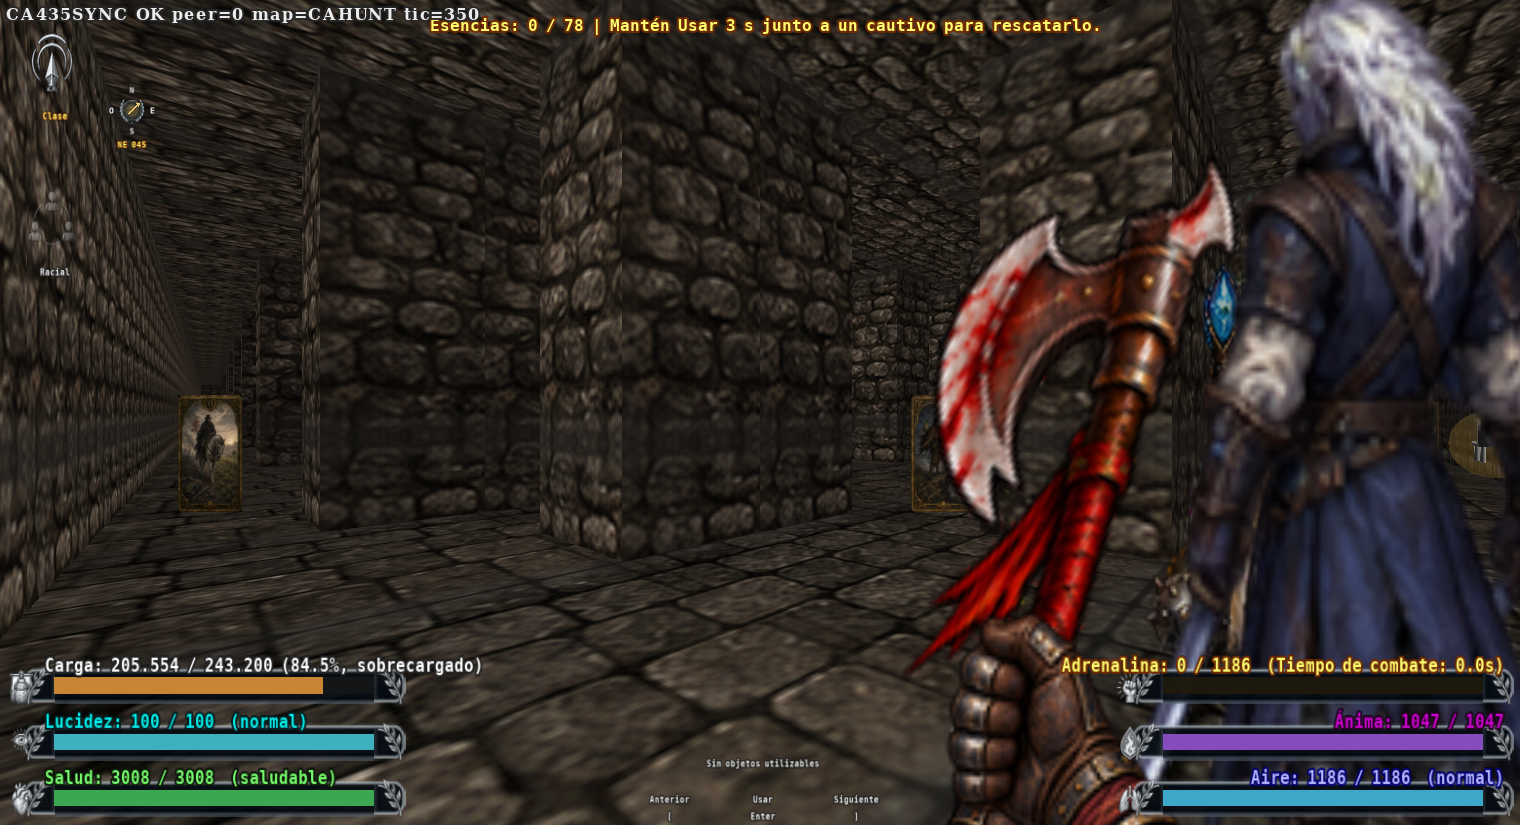 CA435SYNC OK peer=0 map=CAHUNT tic=350
Esencias: 0 / 78 | Mantén Usar 3 s junto a un cautivo para rescatarlo.
Clase
N
O E
S
NE 045
Racial
Carga: 205.554 / 243.200 (84.5%, sobrecargado)
Adrenalina: 0 / 1186 (Tiempo de combate: 0.0s)
Lucidez: 100 / 100 (normal)
Ánima: 1047 / 1047
Sin objetos utilizables
Salud: 3008 / 3008 (saludable)
Aire: 1186 / 1186 (normal)
Anterior Usar Siguiente
[ Enter ]